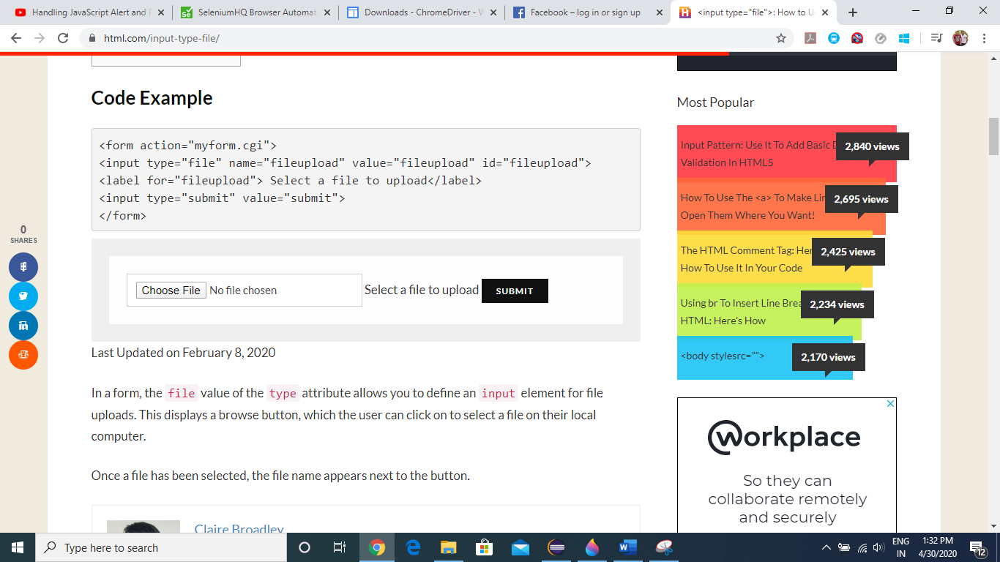 Handling JavaScript Alert and P
SeleniumHQ Browser Automat
Downloads - ChromeDriver - W
Facebook – log in or sign up
<input type="file">: How to U
html.com/input-type-file/
Code Example
<form action="myform.cgi">
<input type="file" name="fileupload" value="fileupload" id="fileupload">
<label for="fileupload"> Select a file to upload</label>
<input type="submit" value="submit">
</form>
0
SHARES
Choose File No file chosen Select a file to upload SUBMIT
Last Updated on February 8, 2020
In a form, the file value of the type attribute allows you to define an input element for file
uploads. This displays a browse button, which the user can click on to select a file on their local
computer.
Once a file has been selected, the file name appears next to the button.
Claire Broadley
Most Popular
Input Pattern: Use It To Add Basic D
2,840 views
Validation In HTML5
How To Use The <a> To Make Lin
2,695 views
Open Them Where You Want!
The HTML Comment Tag: Her
2,425 views
How To Use It In Your Code
Using br To Insert Line Brea
2,234 views
HTML: Here's How
<body stylesrc="">
2,170 views
Workplace
So they can
collaborate remotely
and securely
Type here to search
ENG
IN
1:32 PM
4/30/2020
12